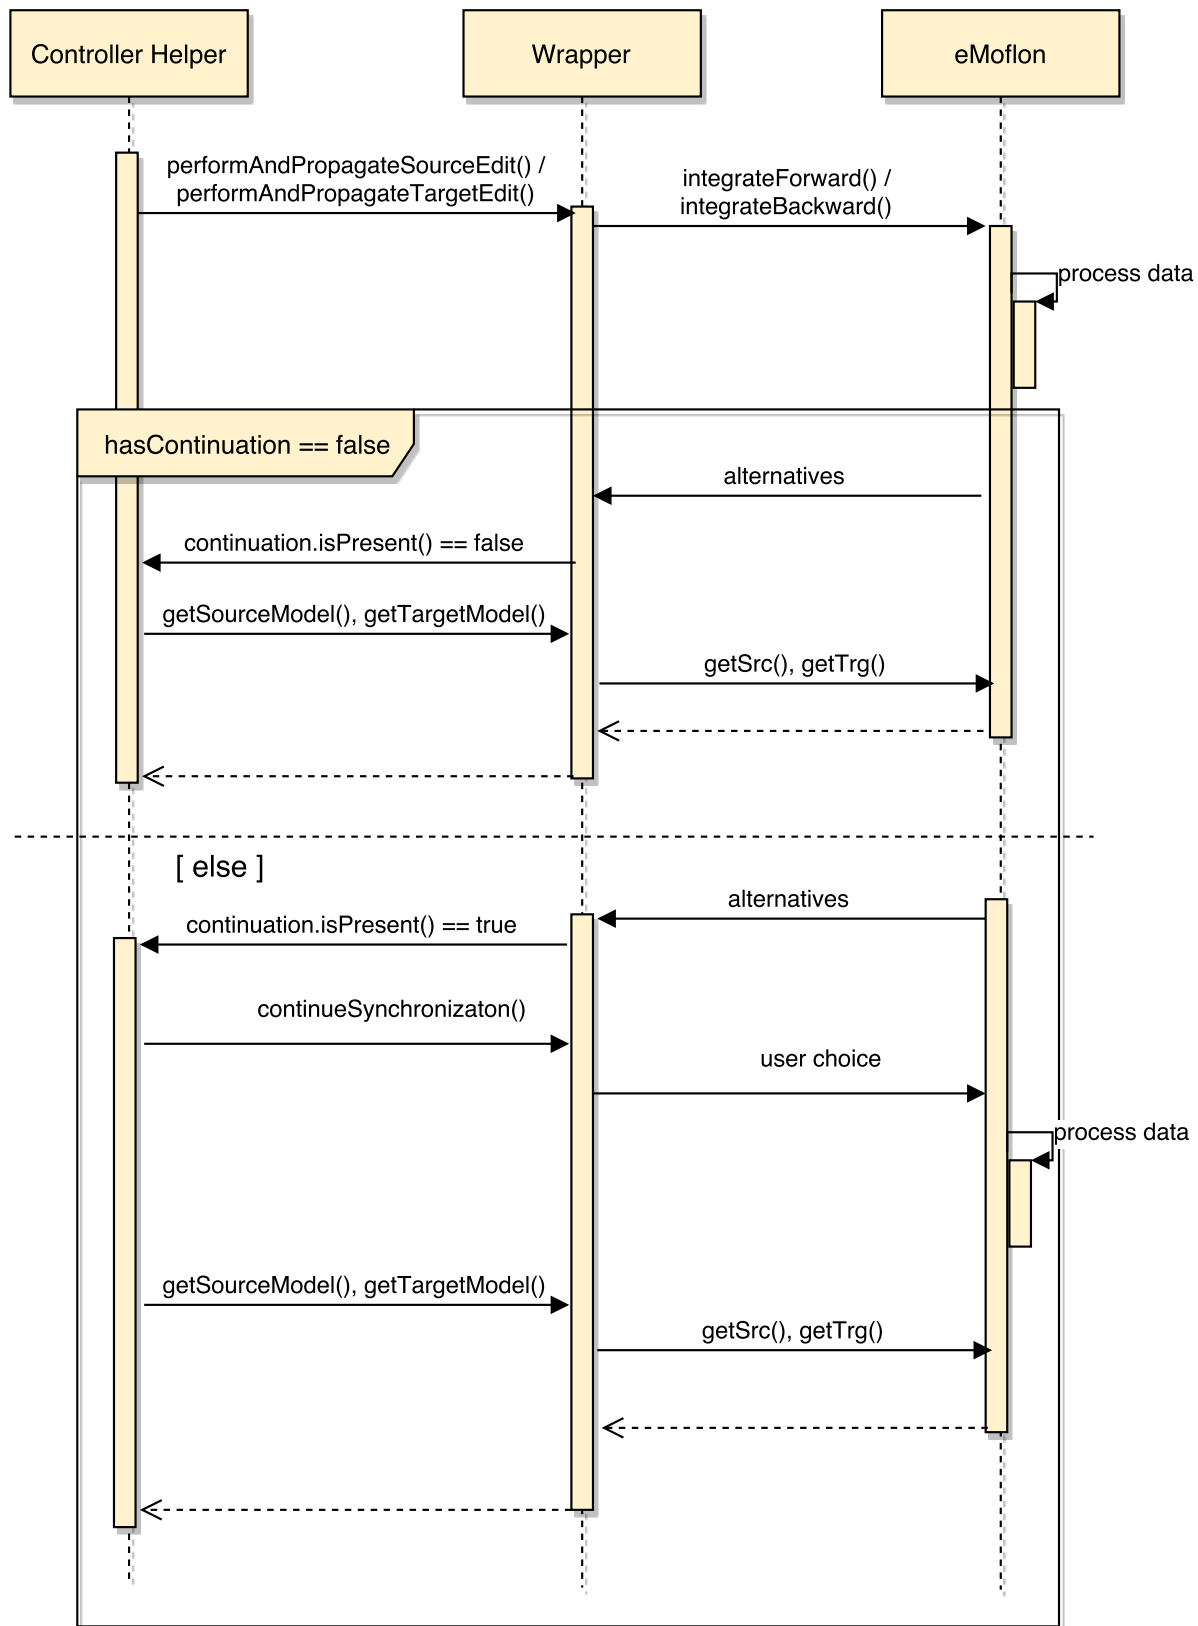 Controller Helper
Wrapper
eMoflon
performAndPropagateSourceEdit() /
performAndPropagateTargetEdit()
integrateForward() /
integrateBackward()
process data
hasContinuation == false
alternatives
continuation.isPresent() == false
getSourceModel(), getTargetModel()
getSrc(), getTrg()
[ else ]
alternatives
continuation.isPresent() == true
continueSynchronizaton()
user choice
process data
getSourceModel(), getTargetModel()
getSrc(), getTrg()